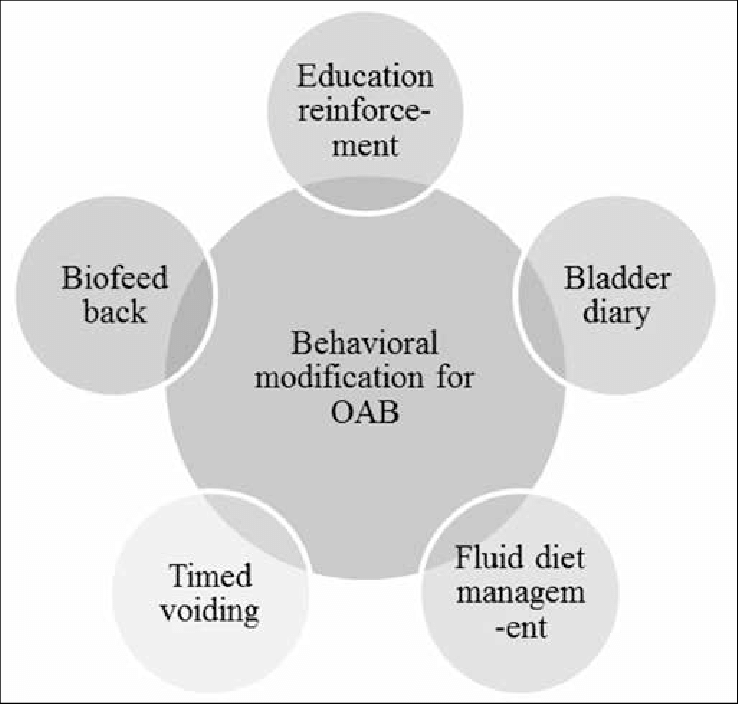 Education
reinforce-
ment
Biofeed
back
Bladder
diary
Behavioral
modification for
OAB
Timed
voiding
Fluid diet
managem
-ent